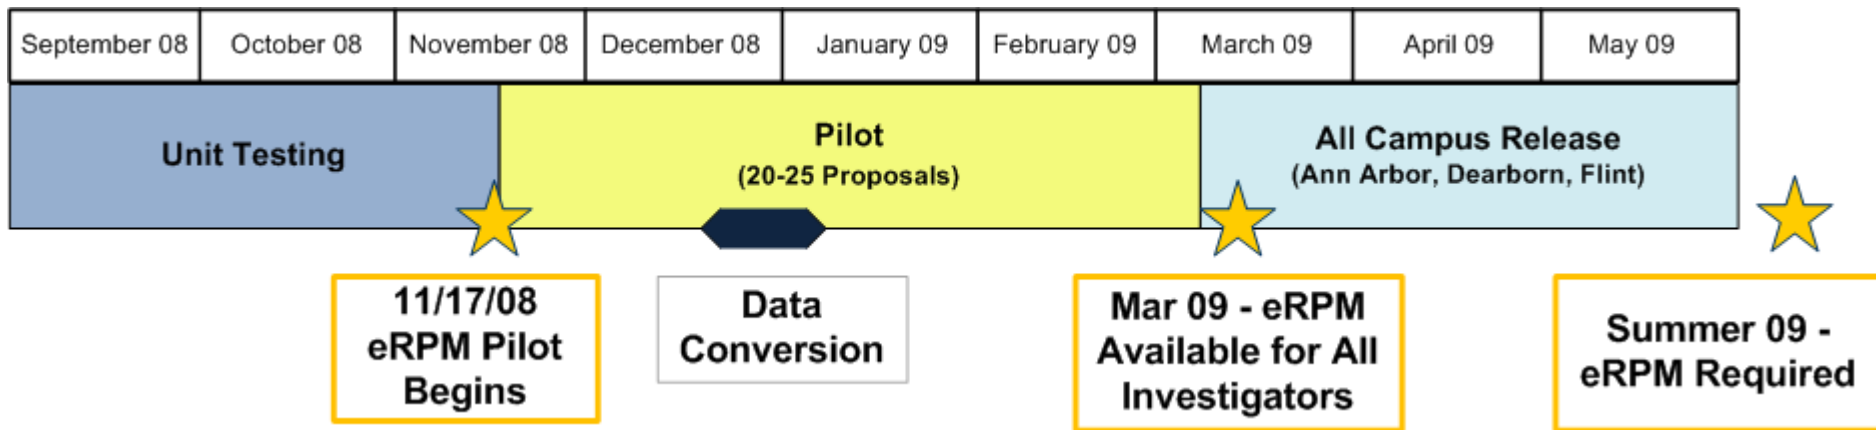 September 08 October 08 November 08 December 08 January 09 February 09 March 09 April 09 May 09
Unit Testing
Pilot
(20-25 Proposals)
All Campus Release
(Ann Arbor, Dearborn, Flint)
11/17/08
eRPM Pilot
Begins
Data
Conversion
Mar 09 - eRPM
Available for All
Investigators
Summer 09 -
eRPM Required